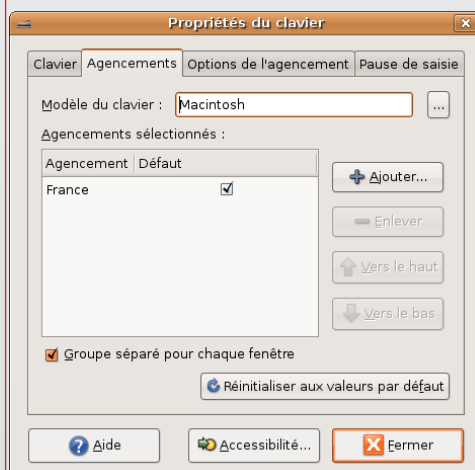 Propriétés du clavier
Clavier Agencements Options de l'agencement Pause de saisie
Modèle du clavier : Macintosh ...
Agencements sélectionnés :
Agencement Défaut
France
Ajouter...
Enlever
Vers le haut
Vers le bas
Groupe séparé pour chaque fenêtre
Réinitialiser aux valeurs par défaut
Aide Accessibilité... Fermer